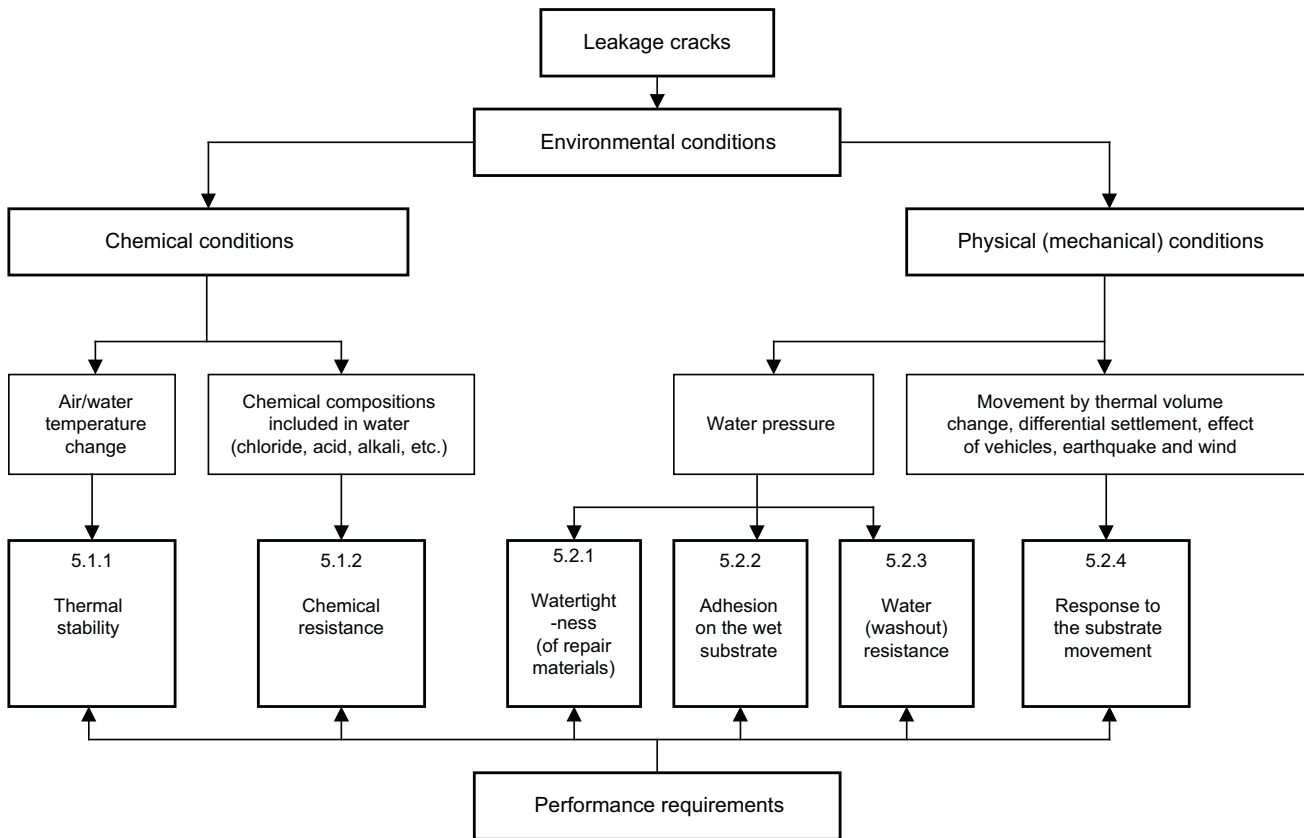 Leakage cracks
Environmental conditions
Chemical conditions
Physical (mechanical) conditions
Air/water
temperature
change
Chemical compositions
included in water
(chloride, acid, alkali, etc.)
Water pressure
Movement by thermal volume
change, differential settlement, effect
of vehicles, earthquake and wind
5.1.1
Thermal
stability
5.1.2
Chemical
resistance
5.2.1
Watertight
-ness
(of repair
materials)
5.2.2
Adhesion
on the wet
substrate
5.2.3
Water
(washout)
resistance
5.2.4
Response to
the substrate
movement
Performance requirements